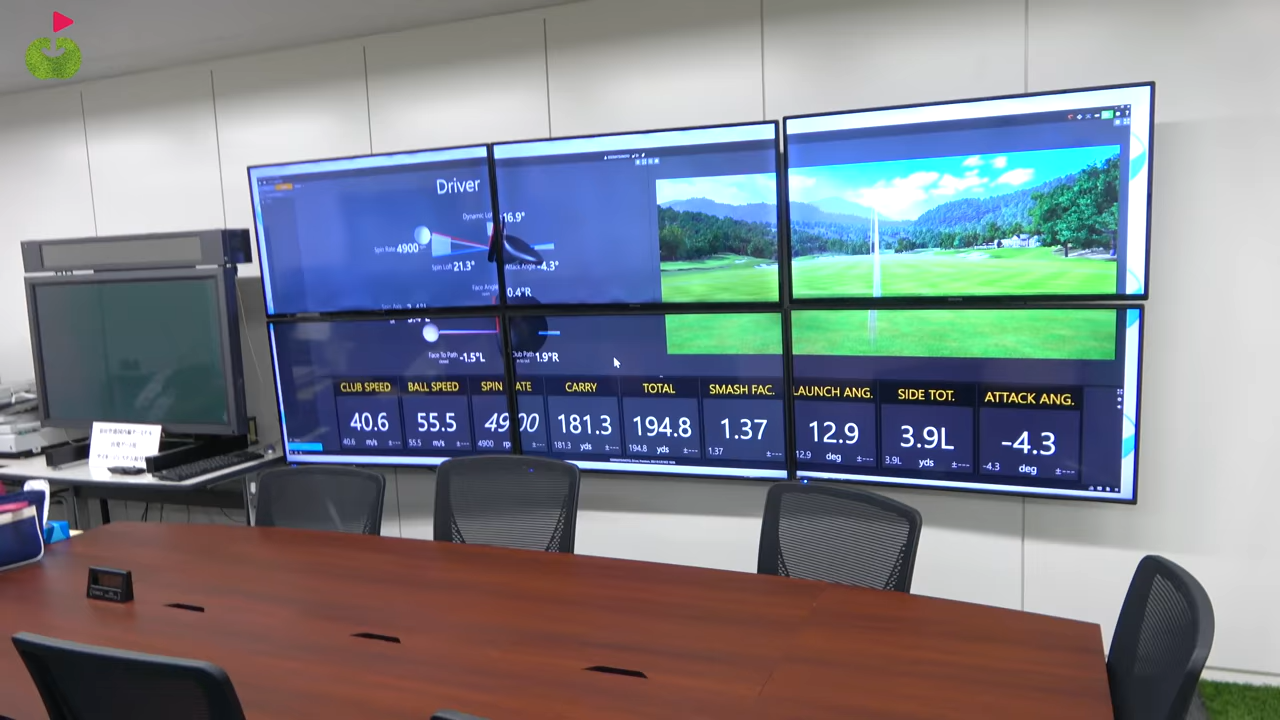 Driver
Dynamic Loft 16.9°
Spin Rate 4900
Spin Loft 21.3°
Attack Angle -4.3°
Face Angle 0.4°R
Face To Path -1.5°L
Club Path 1.9°R
CLUB SPEED BALL SPEED SPIN RATE CARRY TOTAL SMASH FAC. LAUNCH ANG. SIDE TOT. ATTACK ANG.
40.6 55.5 4900 181.3 194.8 1.37 12.9 3.9L -4.3
40.6 m/s ±--- 55.5 m/s ±--- 4900 rpm ±--- 181.3 yds ±--- 194.8 yds ±--- 1.37 ±--- 12.9 deg ±--- 3.9L yds ±--- -4.3 deg ±---